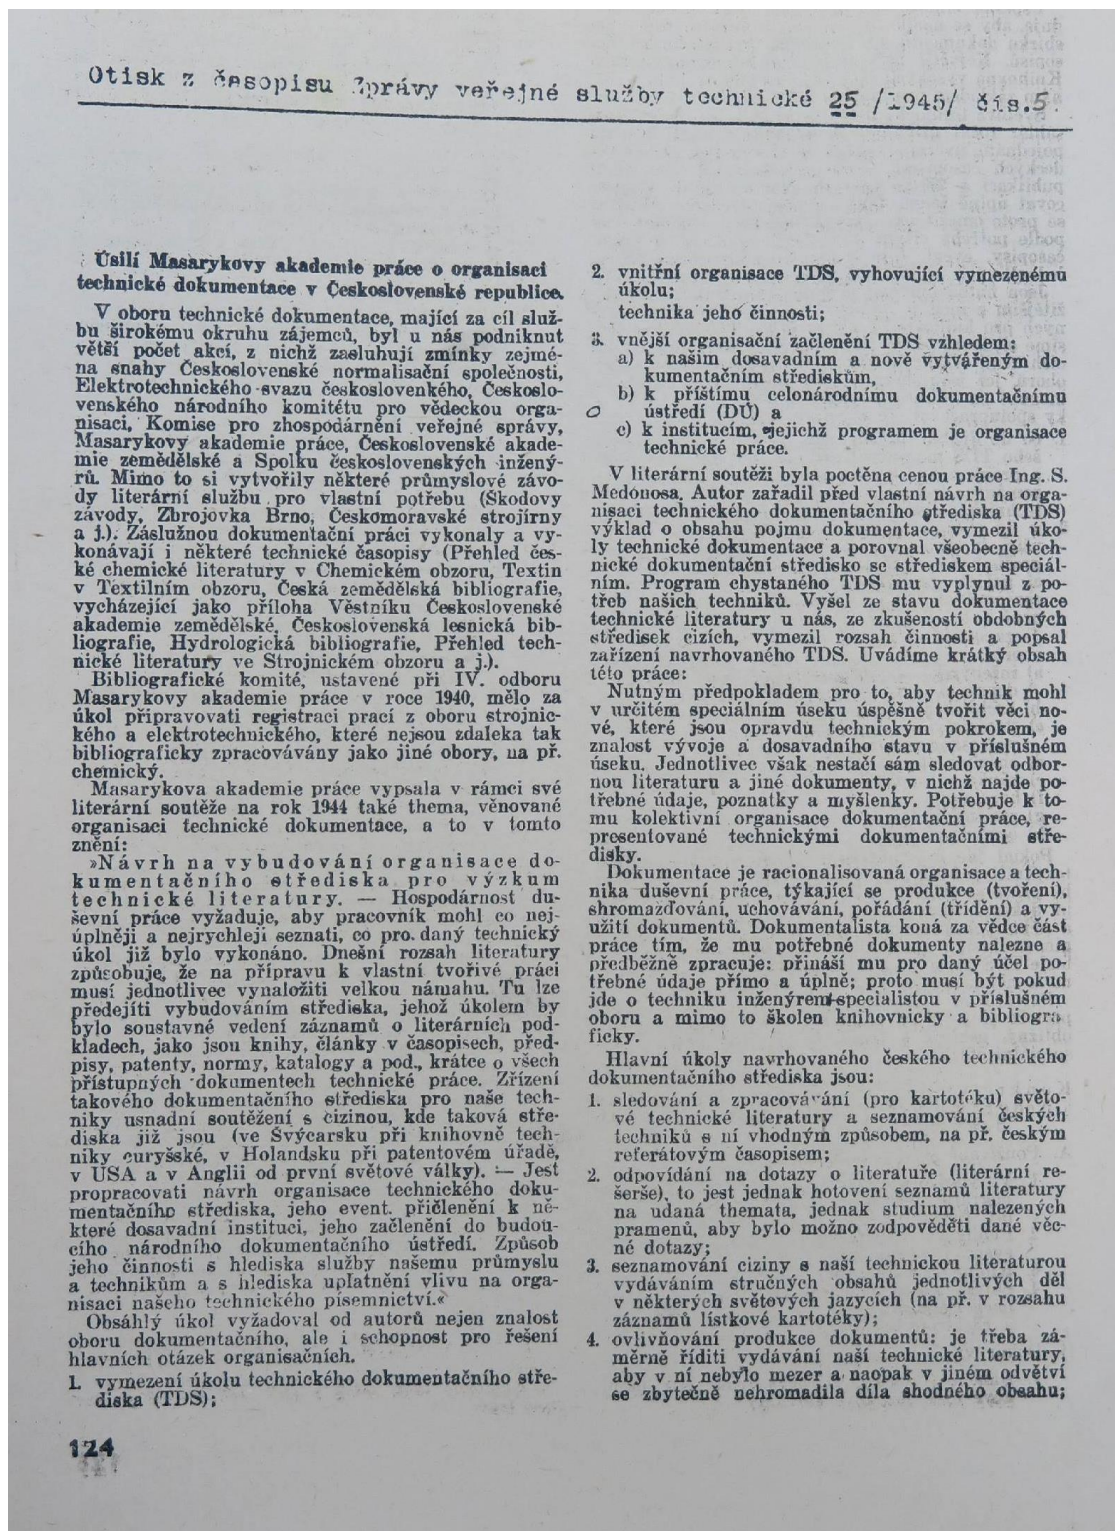 Otisk z časopisu Zprávy veřejné služby technické 25 /1945/ čís.5.
Úsilí Masarykovy akademie práce o organisaci
technické dokumentace v Československé republice.
V oboru technické dokumentace, mající za cíl služ-
bu širokému okruhu zájemců, byl u nás podniknut
větší počet akcí, z nichž zasluhují zmínky zejmé-
na snahy Československé normalisační společnosti,
Elektrotechnického svazu československého, Českoslo-
venského národního komitétu pro vědeckou orga-
nisaci, Komise pro zhospodárnění veřejné správy,
Masarykovy akademie práce, Československé akade-
mie zemědělské a Spolku československých inžený-
rů. Mimo to si vytvořily některé průmyslové závo-
dy literární službu pro vlastní potřebu (Škodovy
závody, Zbrojovka Brno, Českomoravské strojírny
a j.). Záslužnou dokumentační práci vykonaly a vy-
konávají i některé technické časopisy (Přehled čes-
ké chemické literatury v Chemickém obzoru, Textin
v Textilním obzoru, Česká zemědělská bibliografie,
vycházející jako příloha Věstníku Československé
akademie zemědělské, Československá lesnická bib-
liografie, Hydrologická bibliografie, Přehled tech-
nické literatury ve Strojnickém obzoru a j.).
Bibliografické komité, ustavené při IV. odboru
Masarykovy akademie práce v roce 1940, mělo za
úkol připravovati registraci prací z oboru strojnic-
kého a elektrotechnického, které nejsou zdaleka tak
bibliograficky zpracovávány jako jiné obory, na př.
chemický.
Masarykova akademie práce vypsala v rámci své
literární soutěže na rok 1944 také thema, věnované
organisaci technické dokumentace, a to v tomto
znění:
»Návrh na vybudování organisace do-
kumentačního střediska pro výzkum
technické literatury. — Hospodárnost du-
ševní práce vyžaduje, aby pracovník mohl co nej-
úplněji a nejrychleji seznati, co pro daný technický
úkol již bylo vykonáno. Dnešní rozsah literatury
způsobuje, že na přípravu k vlastní tvořivé práci
musí jednotlivec vynaložiti velkou námahu. Tu lze
předejíti vybudováním střediska, jehož úkolem by
bylo soustavné vedení záznamů o literárních pod-
kladech, jako jsou knihy, články v časopisech, před-
pisy, patenty, normy, katalogy a pod., krátce o všech
přístupných dokumentech technické práce. Zřízení
takového dokumentačního střediska pro naše tech-
niky usnadní soutěžení s cizinou, kde taková stře-
diska již jsou (ve Švýcarsku při knihovně tech-
niky curyšské, v Holandsku při patentovém úřadě,
v USA a v Anglii od první světové války). — Jest
propracovati návrh organisace technického doku-
mentačního střediska, jeho event. přičlenění k ně-
které dosavadní instituci, jeho začlenění do budou-
cího národního dokumentačního ústředí. Způsob
jeho činnosti s hlediska služby našemu průmyslu
a technikům a s hlediska uplatnění vlivu na orga-
nisaci našeho technického písemnictví.«
Obsáhlý úkol vyžadoval od autorů nejen znalost
oboru dokumentačního, ale i schopnost pro řešení
hlavních otázek organisačních.
1. vymezení úkolu technického dokumentačního stře-
diska (TDS);
124
2. vnitřní organisace TDS, vyhovující vymezenému
úkolu;
technika jeho činnosti;
3. vnější organisační začlenění TDS vzhledem:
a) k našim dosavadním a nově vytvářeným do-
kumentačním střediskům,
b) k příštímu celonárodnímu dokumentačnímu
ústředí (DÚ) a
c) k institucím, jejichž programem je organisace
technické práce.
V literární soutěži byla poctěna cenou práce Ing. S.
Medonosa. Autor zařadil před vlastní návrh na orga-
nisaci technického dokumentačního střediska (TDS)
výklad o obsahu pojmu dokumentace, vymezil úko-
ly technické dokumentace a porovnal všeobecně tech-
nické dokumentační středisko se střediskem speciál-
ním. Program chystaného TDS mu vyplynul z po-
třeb našich techniků. Vyšel ze stavu dokumentace
technické literatury u nás, ze zkušeností obdobných
středisek cizích, vymezil rozsah činnosti a popsal
zařízení navrhovaného TDS. Uvádíme krátký obsah
této práce:
Nutným předpokladem pro to, aby technik mohl
v určitém speciálním úseku úspěšně tvořit věci no-
vé, které jsou opravdu technickým pokrokem, je
znalost vývoje a dosavadního stavu v příslušném
úseku. Jednotlivec však nestačí sám sledovat odbor-
nou literaturu a jiné dokumenty, v nichž najde po-
třebné údaje, poznatky a myšlenky. Potřebuje k to-
mu kolektivní organisace dokumentační práce, re-
presentované technickými dokumentačními stře-
disky.
Dokumentace je racionalisovaná organisace a tech-
nika duševní práce, týkající se produkce (tvoření),
shromažďování, uchovávání, pořádání (třídění) a vy-
užití dokumentů. Dokumentalista koná za vědce část
práce tím, že mu potřebné dokumenty nalezne a
předběžně zpracuje: přináší mu pro daný účel po-
třebné údaje přímo a úplně; proto musí být pokud
jde o techniku inženýrem-specialistou v příslušném
oboru a mimo to školen knihovnicky a bibliogra
ficky.
Hlavní úkoly navrhovaného českého technického
dokumentačního střediska jsou:
1. sledování a zpracovávání (pro kartotéku) světo-
vé technické literatury a seznamování českých
techniků s ní vhodným způsobem, na př. českým
referátovým časopisem;
2. odpovídání na dotazy o literatuře (literární re-
šerše), to jest jednak hotovení seznamů literatury
na udaná themata, jednak studium nalezených
pramenů, aby bylo možno zodpověděti dané věc-
né dotazy;
3. seznamování ciziny s naší technickou literaturou
vydáváním stručných obsahů jednotlivých děl
v některých světových jazycích (na př. v rozsahu
záznamů lístkové kartotéky);
4. ovlivňování produkce dokumentů: je třeba zá-
měrně říditi vydávání naší technické literatury,
aby v ní nebylo mezer a naopak v jiném odvětví
se zbytečně nehromadila díla shodného obsahu;